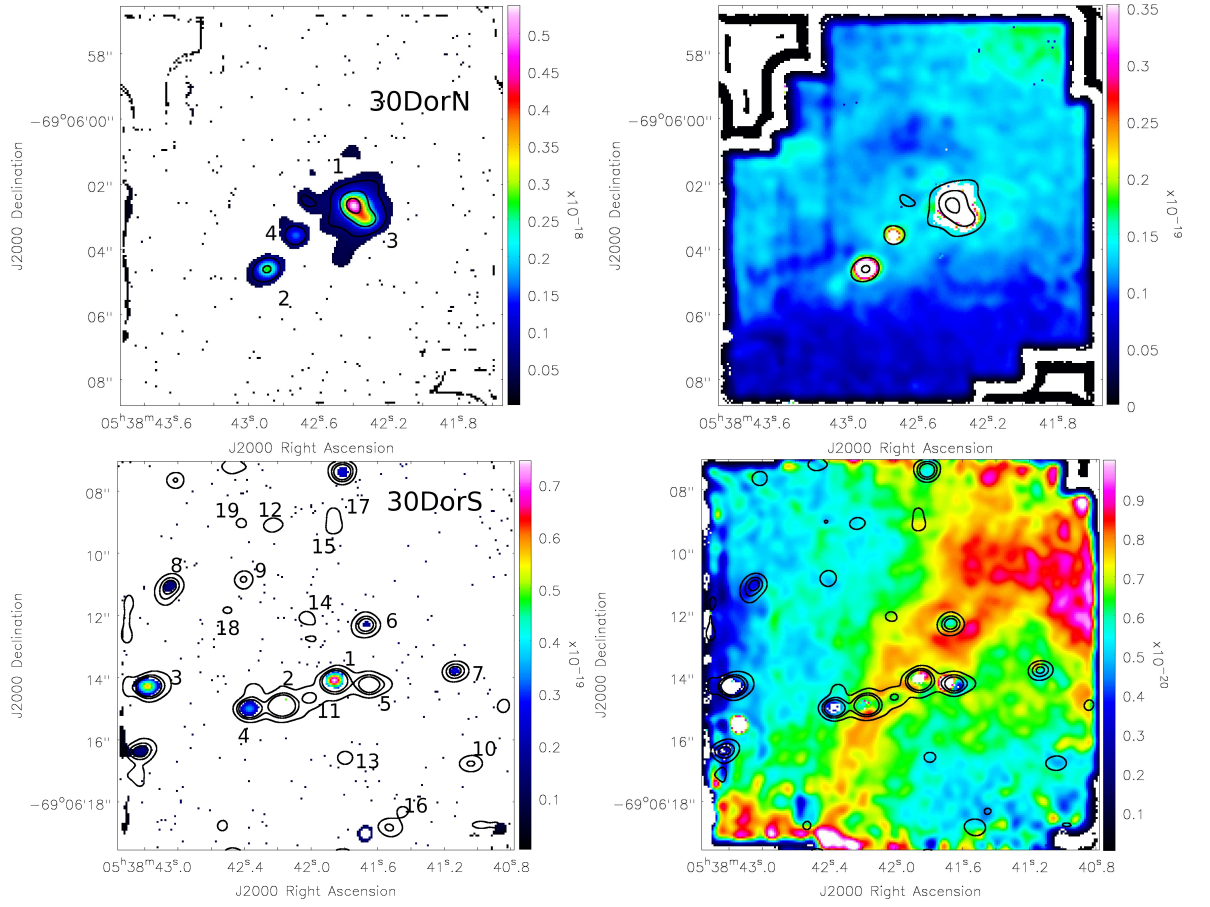 30DorN
1
4
3
2
58''
−69°06'00''
02''
04''
06''
08''
J2000 Declination
05ʰ38ᵐ43ˢ.6
43ˢ.0
42ˢ.6
42ˢ.2
41ˢ.8
J2000 Right Ascension
0.5
0.45
0.4
0.35
0.3
0.25
0.2
0.15
0.1
0.05
x10⁻¹⁸
58''
−69°06'00''
02''
04''
06''
08''
J2000 Declination
05ʰ38ᵐ43ˢ.6
43ˢ.0
42ˢ.6
42ˢ.2
41ˢ.8
J2000 Right Ascension
0.35
0.3
0.25
0.2
0.15
0.1
0.05
0
x10⁻¹⁹
30DorS
19
12
17
15
8
9
14
18
6
1
3
2
7
5
11
4
13
10
16
08''
10''
12''
14''
16''
−69°06'18''
J2000 Declination
05ʰ38ᵐ43ˢ.0
42ˢ.4
42ˢ.0
41ˢ.6
41ˢ.2
40ˢ.8
J2000 Right Ascension
0.7
0.6
0.5
0.4
0.3
0.2
0.1
x10⁻¹⁹
08''
10''
12''
14''
16''
−69°06'18''
J2000 Declination
05ʰ38ᵐ43ˢ.0
42ˢ.4
42ˢ.0
41ˢ.6
41ˢ.2
40ˢ.8
J2000 Right Ascension
0.9
0.8
0.7
0.6
0.5
0.4
0.3
0.2
0.1
x10⁻²⁰